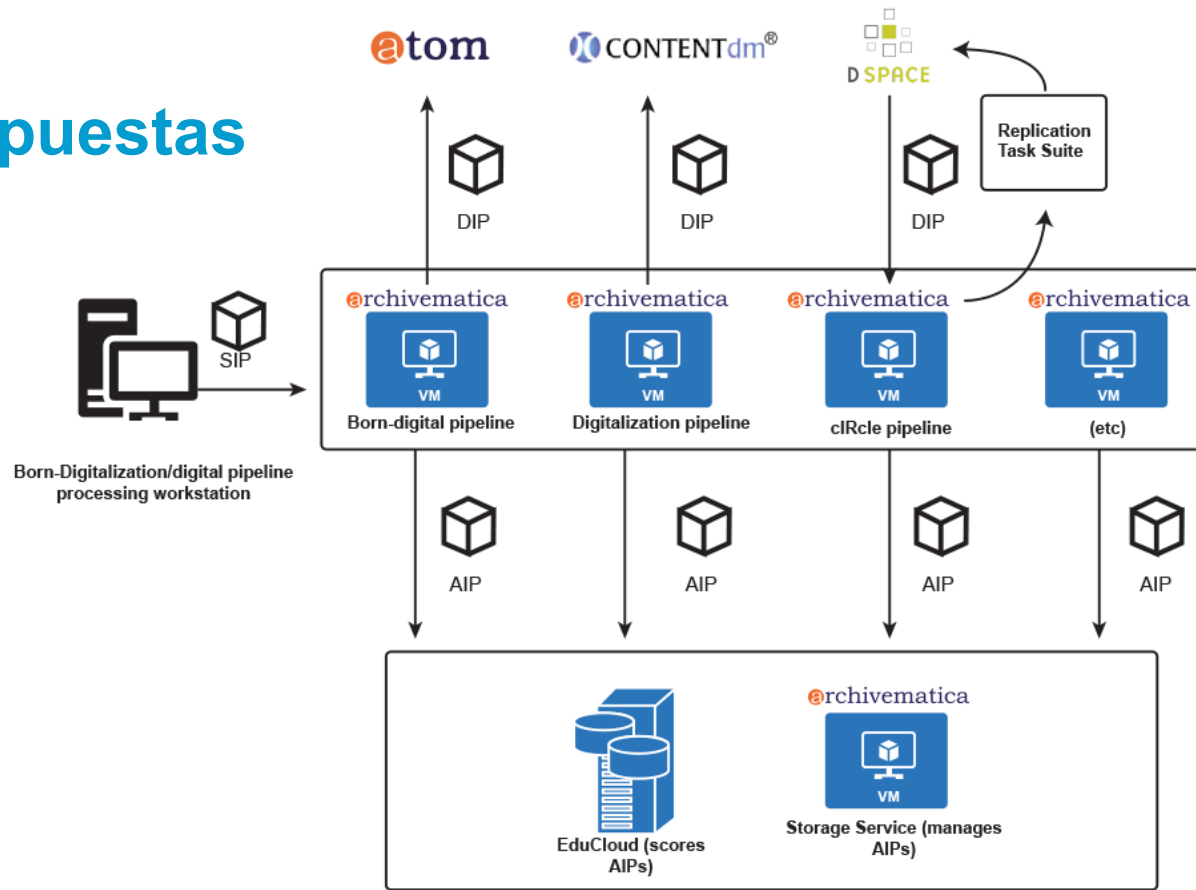 atom
CONTENTdm®
DSPACE
puestas
Replication
Task Suite
DIP
DIP
DIP
SIP
archivematica
archivematica
archivematica
archivematica
VM
VM
VM
VM
Born-digital pipeline
Digitalization pipeline
cIRcle pipeline
(etc)
Born-Digitalization/digital pipeline
processing workstation
AIP
AIP
AIP
AIP
archivematica
VM
EduCloud (scores
AIPs)
Storage Service (manages
AIPs)